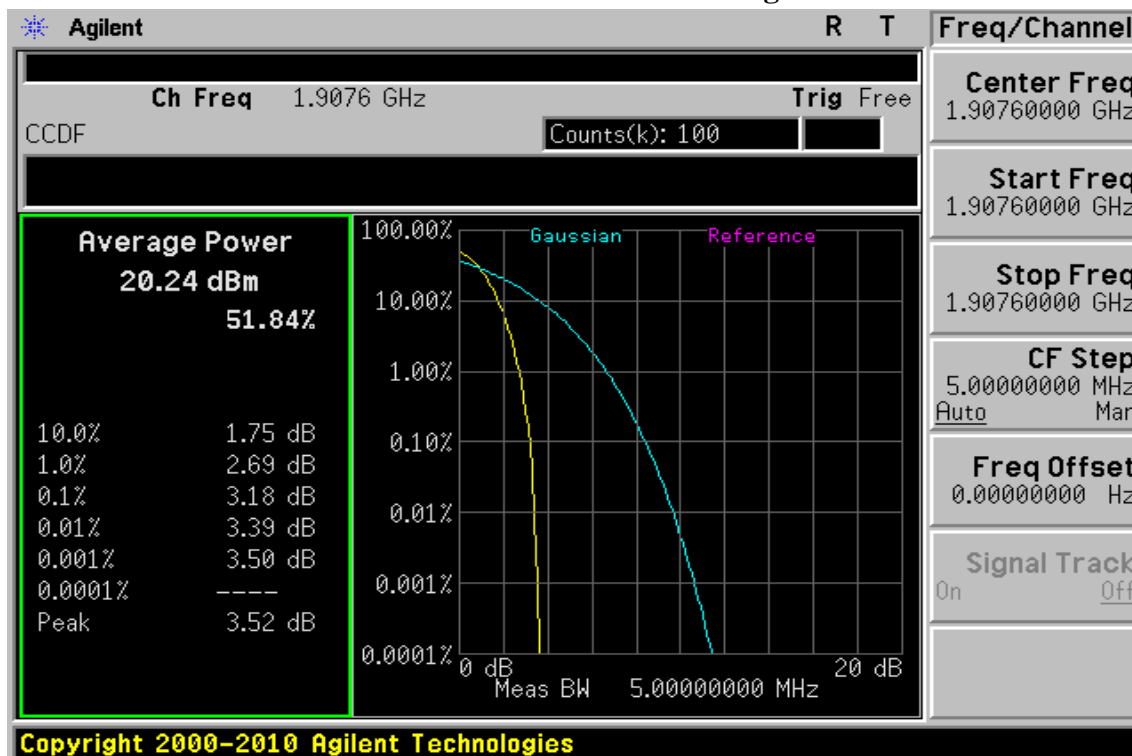 Agilent R T Freq/Channel
Ch Freq 1.9076 GHz Trig Free
CCDF Counts(k): 100
Center Freq
1.90760000 GHz
Start Freq
1.90760000 GHz
Stop Freq
1.90760000 GHz
CF Step
5.00000000 MHz
Auto Man
Freq Offset
0.00000000 Hz
Signal Track
On Off
Average Power
20.24 dBm
51.84%
10.0% 1.75 dB
1.0% 2.69 dB
0.1% 3.18 dB
0.01% 3.39 dB
0.001% 3.50 dB
0.0001% ----
Peak 3.52 dB
Gaussian Reference
100.00%
10.00%
1.00%
0.10%
0.01%
0.001%
0.0001%
0 dB 20 dB
Meas BW 5.00000000 MHz
Copyright 2000-2010 Agilent Technologies